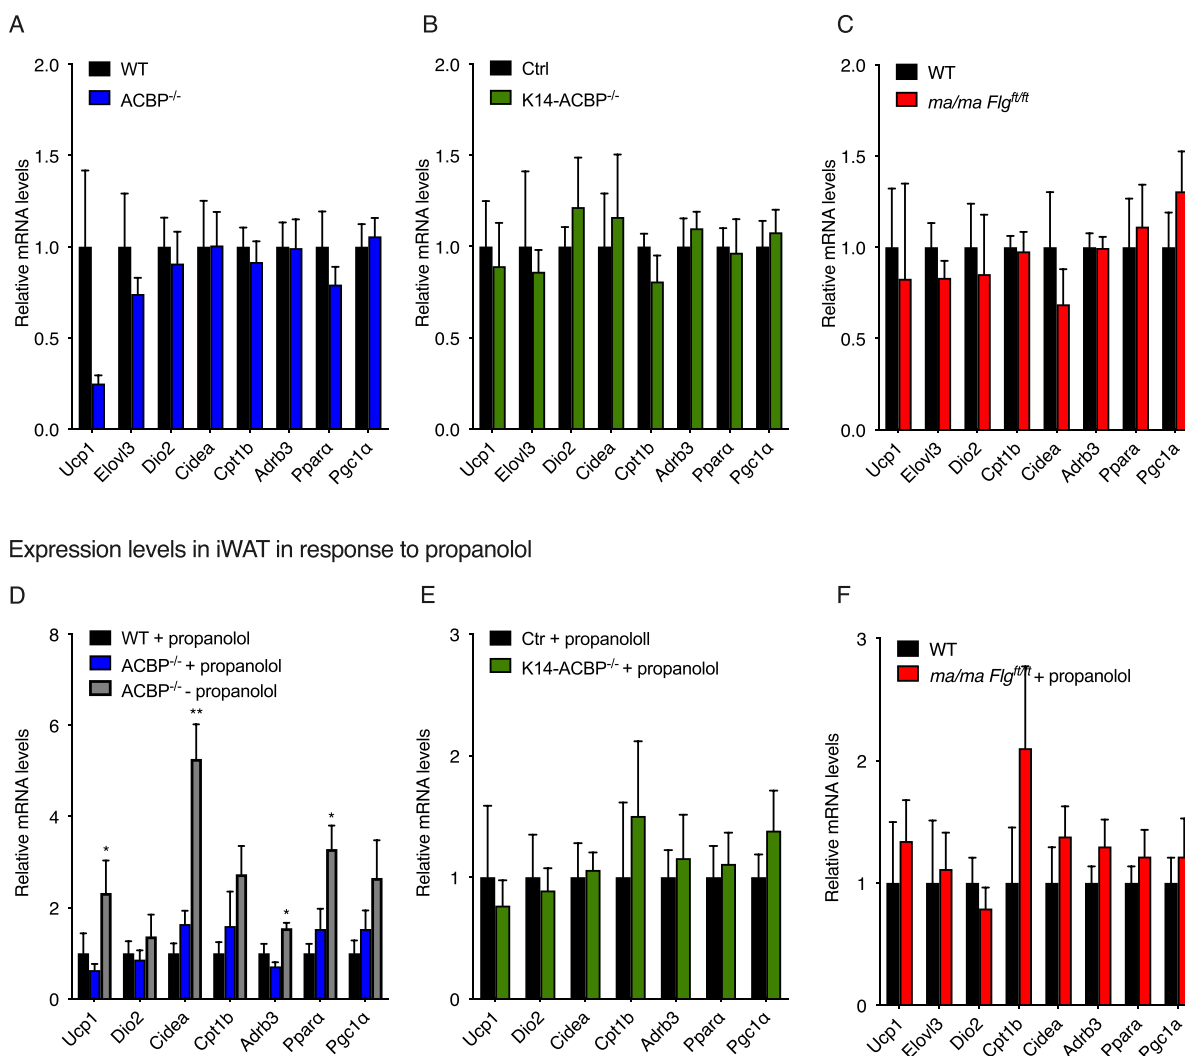 A
B
C
2.0
1.5
1.0
0.5
0.0
Relative mRNA levels
WT
ACBP-/-
Ucp1
Elovl3
Dio2
Cidea
Cpt1b
Adrb3
Pparα
Pgc1α
2.0
1.5
1.0
0.5
0.0
Relative mRNA levels
Ctrl
K14-ACBP-/-
Ucp1
Elovl3
Dio2
Cidea
Cpt1b
Adrb3
Pparα
Pgc1α
2.0
1.5
1.0
0.5
0.0
Relative mRNA levels
WT
ma/ma Flgft/ft
Ucp1
Elovl3
Dio2
Cpt1b
Cidea
Adrb3
Ppara
Pgc1a
Expression levels in iWAT in response to propanolol
D
E
F
8
6
4
2
0
Relative mRNA levels
WT + propanolol
ACBP-/- + propanolol
ACBP-/- - propanolol
*
**
*
*
Ucp1
Dio2
Cidea
Cpt1b
Adrb3
Pparα
Pgc1α
3
2
1
0
Relative mRNA levels
Ctr + propanololl
K14-ACBP-/- + propanolol
Ucp1
Dio2
Cidea
Cpt1b
Adrb3
Pparα
Pgc1α
3
2
1
0
Relative mRNA levels
WT
ma/ma Flgft/ft + propanolol
Ucp1
Elovl3
Dio2
Cpt1b
Cidea
Adrb3
Ppara
Pgc1a